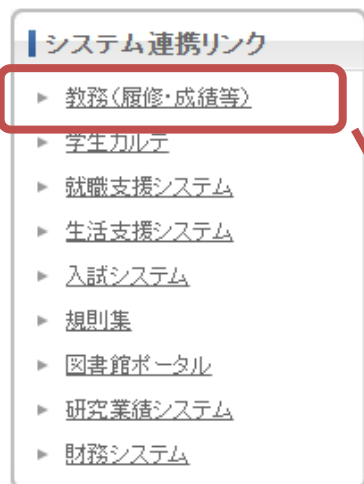 システム連携リンク
教務(履修・成績等)
学生カルテ
就職支援システム
生活支援システム
入試システム
規則集
図書館ポータル
研究業績システム
財務システム